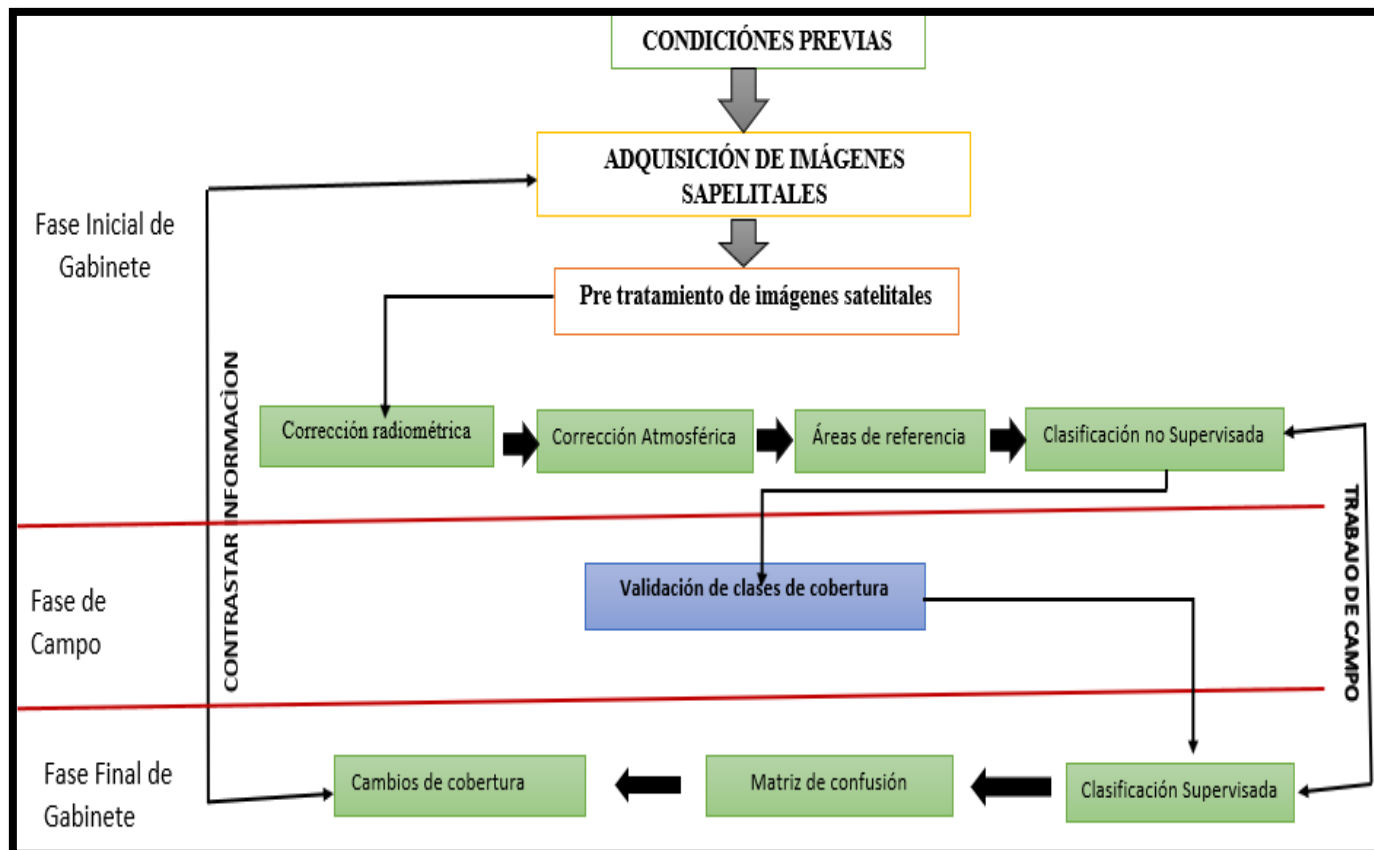 CONDICIÓNES PREVIAS
ADQUISICIÓN DE IMÁGENES
SAPELITALES
Fase Inicial de
Gabinete
Pre tratamiento de imágenes satelitales
CONTRASTAR INFORMACÌON
Corrección radiométrica
Corrección Atmosférica
Áreas de referencia
Clasificación no Supervisada
TRABAJO DE CAMPO
Fase de
Campo
Validación de clases de cobertura
Fase Final de
Gabinete
Cambios de cobertura
Matriz de confusión
Clasificación Supervisada